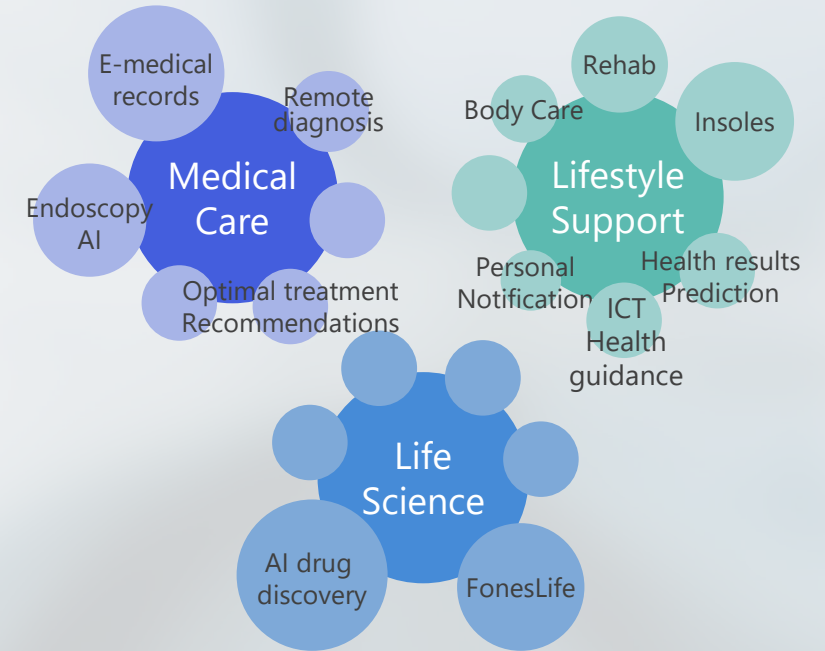 E-medical
records
Remote
diagnosis
Medical
Care
Endoscopy
AI
Optimal treatment
Recommendations
Rehab
Body Care
Insoles
Lifestyle
Support
Personal
Notification
Health results
Prediction
ICT
Health
guidance
Life
Science
AI drug
discovery
FonesLife